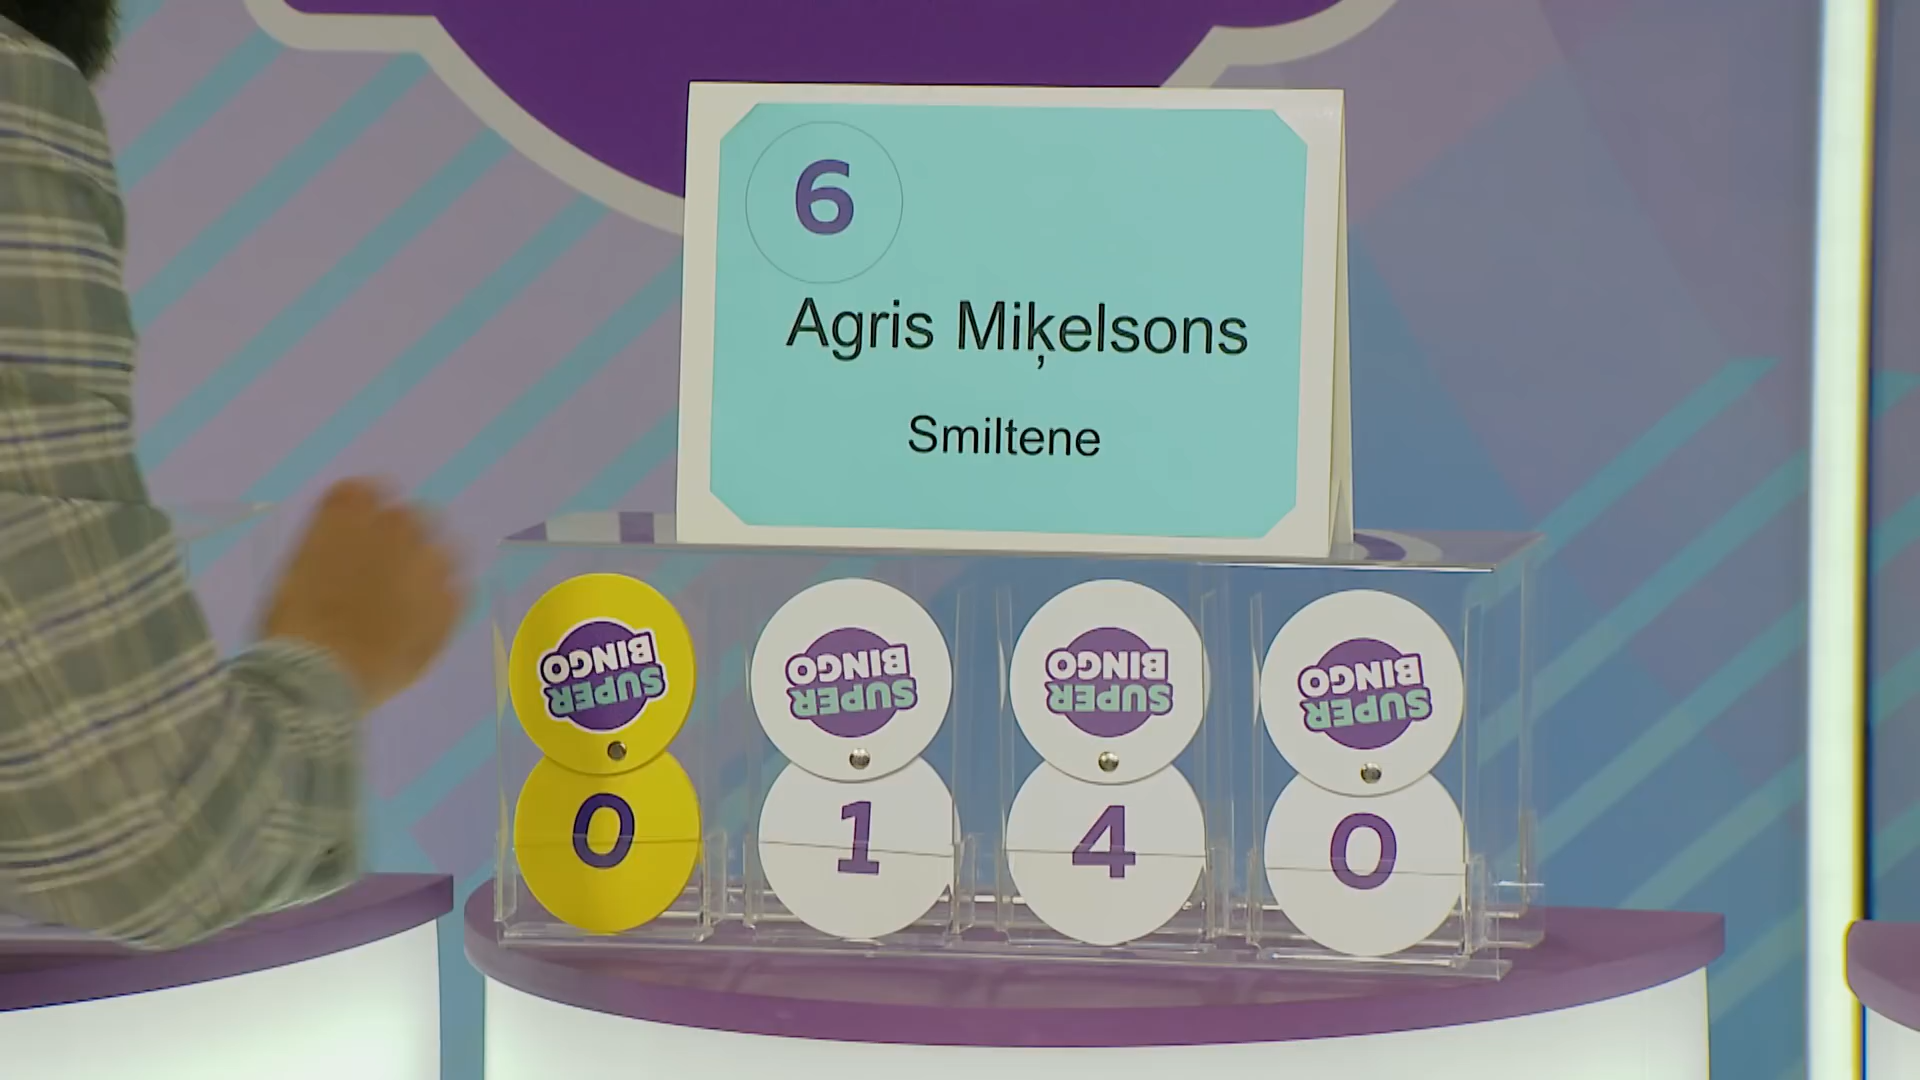 6
Agris Miķelsons
Smiltene
SUPER
BINGO
SUPER
BINGO
SUPER
BINGO
SUPER
BINGO
0
1
4
0